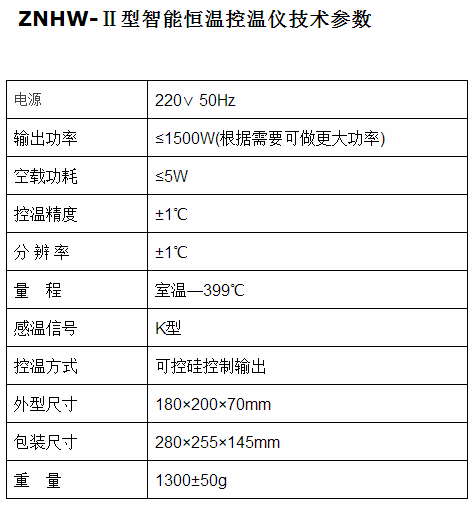 ZNHW-Ⅱ型智能恒温控温仪技术参数
电源 220v 50Hz
输出功率 ≤1500W(根据需要可做更大功率)
空载功耗 ≤5W
控温精度 ±1℃
分 辨 率 ±1℃
量　程 室温—399℃
感温信号 K型
控温方式 可控硅控制输出
外型尺寸 180×200×70mm
包装尺寸 280×255×145mm
重　量 1300±50g